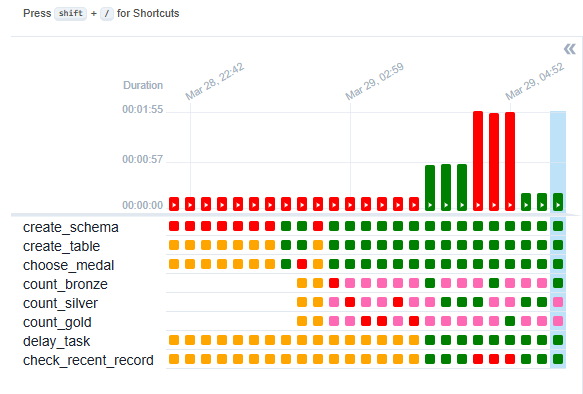 Press shift + / for Shortcuts
«
Duration
Mar 28, 22:42
Mar 29, 02:59
Mar 29, 04:52
00:01:55
00:00:57
00:00:00
create_schema
create_table
choose_medal
count_bronze
count_silver
count_gold
delay_task
check_recent_record